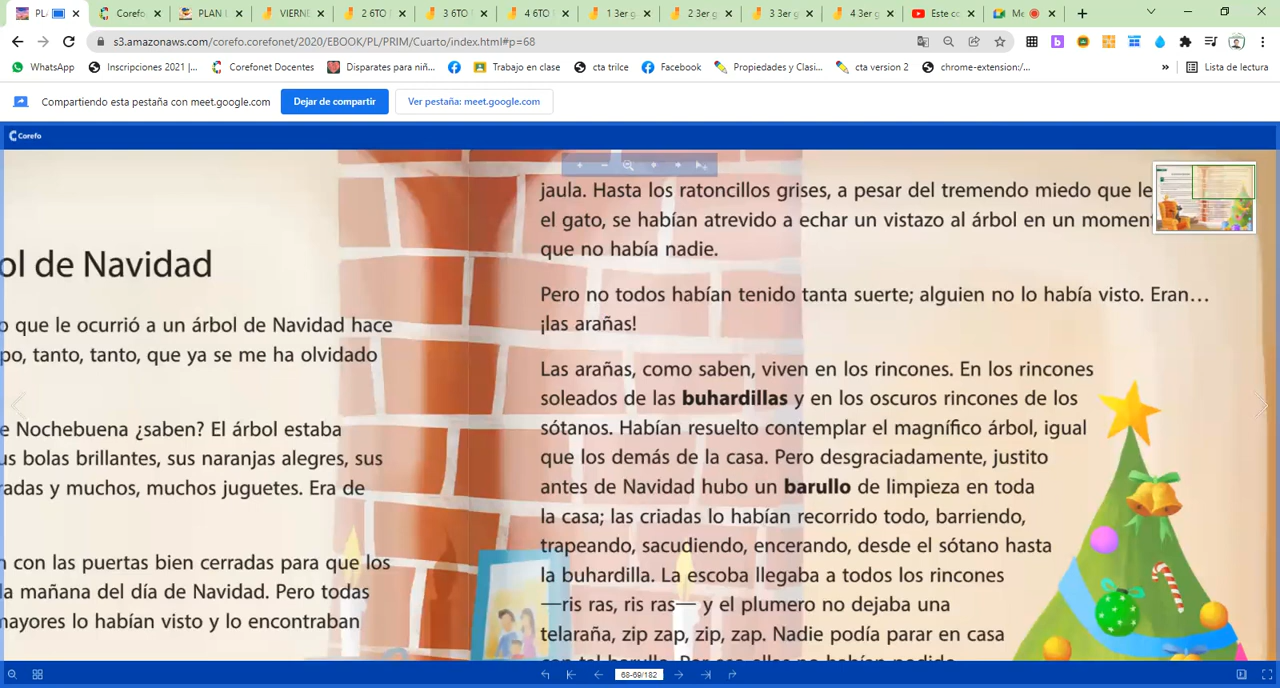 PL
Corefo
PLAN L
VIERNE
2 6TO
3 6TO
4 6TO
1 3er g
2 3er g
3 3er g
4 3er g
Este co
Me
s3.amazonaws.com/corefo.corefonet/2020/EBOOK/PL/PRIM/Cuarto/index.html#p=68
WhatsApp
Inscripciones 2021 |...
Corefonet Docentes
Disparates para niñ...
Trabajo en clase
cta trilce
Facebook
Propiedades y Clasi...
cta version 2
chrome-extension:/...
»
Lista de lectura
Compartiendo esta pestaña con meet.google.com
Dejar de compartir
Ver pestaña: meet.google.com
Corefo
ol de Navidad
o que le ocurrió a un árbol de Navidad hace
po, tanto, tanto, que ya se me ha olvidado
e Nochebuena ¿saben? El árbol estaba
us bolas brillantes, sus naranjas alegres, sus
radas y muchos, muchos juguetes. Era de
n con las puertas bien cerradas para que los
la mañana del día de Navidad. Pero todas
mayores lo habían visto y lo encontraban
jaula. Hasta los ratoncillos grises, a pesar del tremendo miedo que le
el gato, se habían atrevido a echar un vistazo al árbol en un momen
que no había nadie.
Pero no todos habían tenido tanta suerte; alguien no lo había visto. Eran…
¡las arañas!
Las arañas, como saben, viven en los rincones. En los rincones
soleados de las buhardillas y en los oscuros rincones de los
sótanos. Habían resuelto contemplar el magnífico árbol, igual
que los demás de la casa. Pero desgraciadamente, justito
antes de Navidad hubo un barullo de limpieza en toda
la casa; las criadas lo habían recorrido todo, barriendo,
trapeando, sacudiendo, encerando, desde el sótano hasta
la buhardilla. La escoba llegaba a todos los rincones
—ris ras, ris ras— y el plumero no dejaba una
telaraña, zip zap, zip, zap. Nadie podía parar en casa
68-69/182